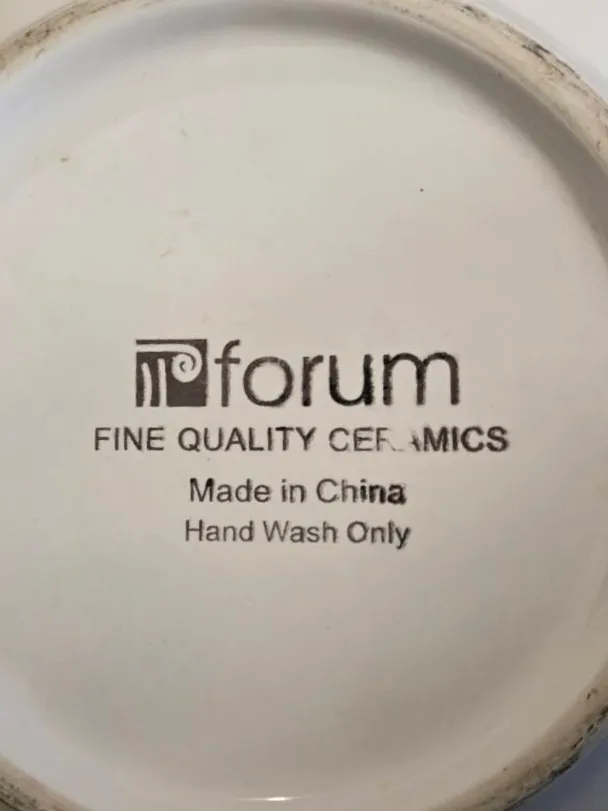 forum
FINE QUALITY CERAMICS
Made in China
Hand Wash Only